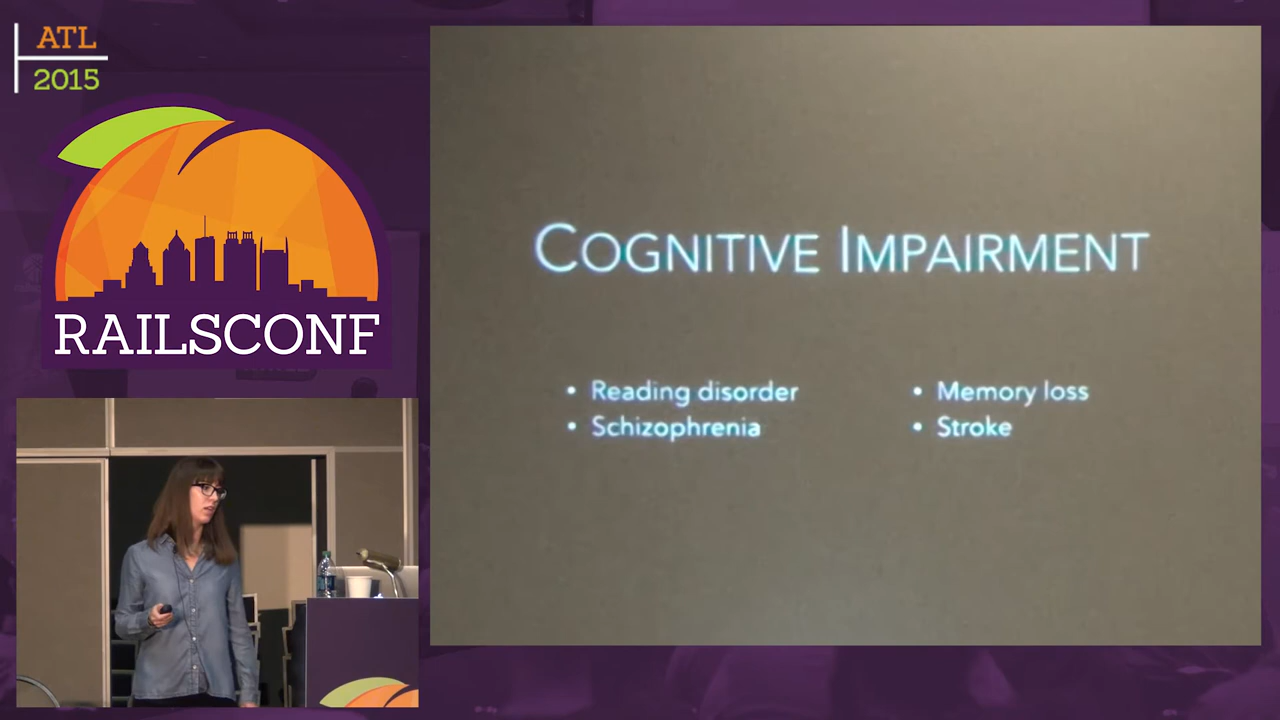 ATL
2015
RAILSCONF
COGNITIVE IMPAIRMENT
• Reading disorder
• Schizophrenia
• Memory loss
• Stroke